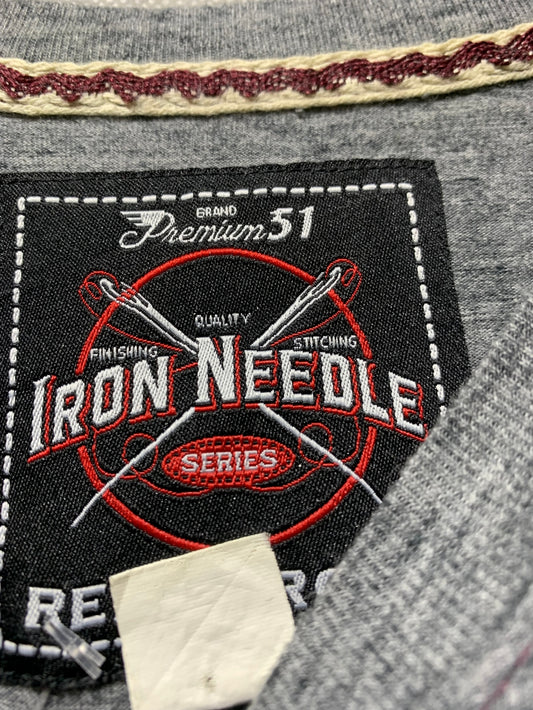 GRAND
Premium 51
QUALITY
FINISHING STITCHING
IRON NEEDLE
SERIES